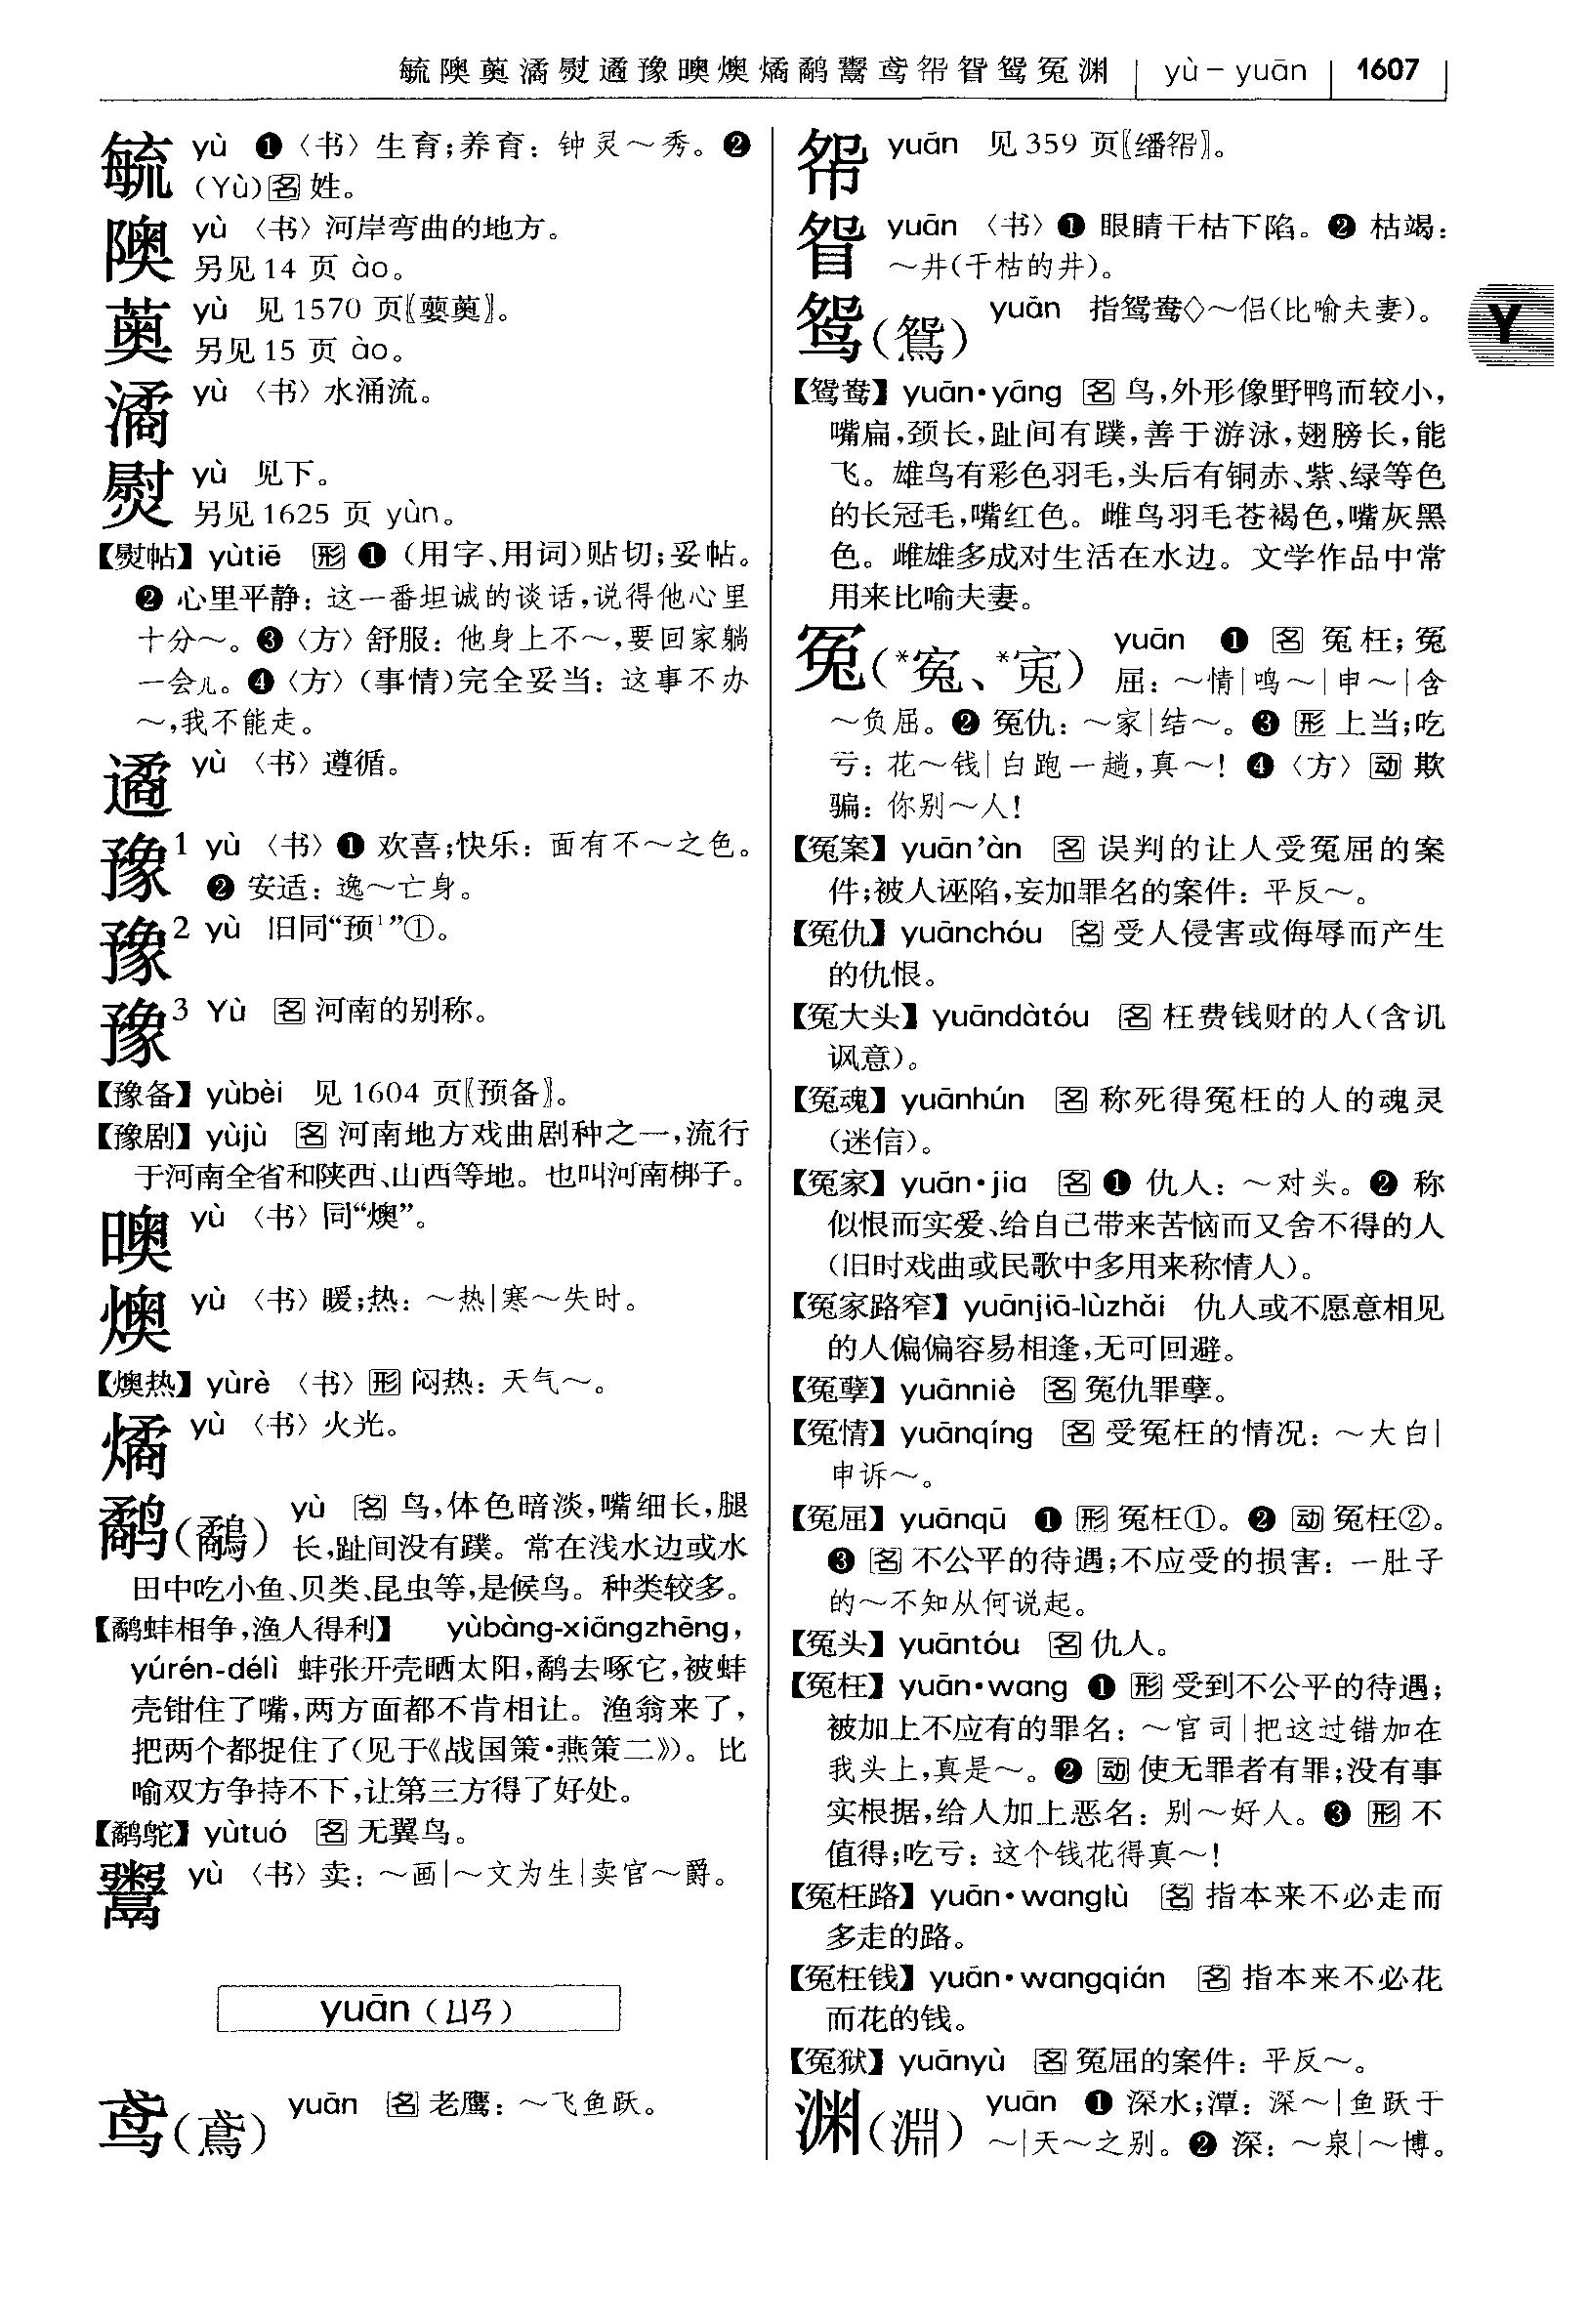 毓隩薁潏熨遹豫噢燠燏鹬鬻鸢帤眢鸳冤渊 yù－yuān 1607
毓 yù ❶〈书〉生育;养育：钟灵～秀。❷
(Yù)名 姓。
隩 yù 〈书〉河岸弯曲的地方。
另见 14 页 ào。
薁 yù 见 1570 页〖蘡薁〗。
另见 15 页 ào。
潏 yù 〈书〉水涌流。
熨 yù 见下。
另见 1625 页 yùn。
【熨帖】yùtiē 形 ❶（用字、用词）贴切;妥帖。
❷ 心里平静：这一番坦诚的谈话,说得他心里
十分～。❸〈方〉舒服：他身上不～,要回家躺
一会儿。❹〈方〉（事情）完全妥当：这事不办
～,我不能走。
遹 yù 〈书〉遵循。
豫1 yù 〈书〉❶ 欢喜;快乐：面有不～之色。
❷ 安适：逸～亡身。
豫2 yù 旧同“预¹”①。
豫3 Yù 名 河南的别称。
【豫备】yùbèi 见 1604 页〖预备〗。
【豫剧】yùjù 名 河南地方戏曲剧种之一,流行
于河南全省和陕西、山西等地。也叫河南梆子。
噢 yù 〈书〉同“燠”。
燠 yù 〈书〉暖;热：～热|寒～失时。
【燠热】yùrè 〈书〉形 闷热：天气～。
燏 yù 〈书〉火光。
鹬（鷸） yù 名 鸟,体色暗淡,嘴细长,腿
长,趾间没有蹼。常在浅水边或水
田中吃小鱼、贝类、昆虫等,是候鸟。种类较多。
【鹬蚌相争,渔人得利】 yùbàng-xiāngzhēng,
yúrén-délì 蚌张开壳晒太阳,鹬去啄它,被蚌
壳钳住了嘴,两方面都不肯相让。渔翁来了,
把两个都捉住了（见于《战国策·燕策二》）。比
喻双方争持不下,让第三方得了好处。
【鹬鸵】yùtuó 名 无翼鸟。
鬻 yù 〈书〉卖：～画|～文为生|卖官～爵。
yuān（ㄩㄢ）
鸢（鳶） yuān 名 老鹰：～飞鱼跃。
帤 yuān 见 359 页〖繙帤〗。
眢 yuān 〈书〉❶ 眼睛干枯下陷。❷ 枯竭：
～井(干枯的井)。
鸳（鴛） yuān 指鸳鸯◇～侣(比喻夫妻)。
【鸳鸯】yuān·yāng 名 鸟,外形像野鸭而较小,
嘴扁,颈长,趾间有蹼,善于游泳,翅膀长,能
飞。雄鸟有彩色羽毛,头后有铜赤、紫、绿等色
的长冠毛,嘴红色。雌鸟羽毛苍褐色,嘴灰黑
色。雌雄多成对生活在水边。文学作品中常
用来比喻夫妻。
冤（*寃、*寃） yuān ❶ 名 冤枉;冤
屈：～情|鸣～|申～|含
～负屈。❷ 冤仇：～家|结～。❸ 形 上当;吃
亏：花～钱|白跑一趟,真～! ❹〈方〉动 欺
骗：你别～人!
【冤案】yuān'àn 名 误判的让人受冤屈的案
件;被人诬陷,妄加罪名的案件：平反～。
【冤仇】yuānchóu 名 受人侵害或侮辱而产生
的仇恨。
【冤大头】yuāndàtóu 名 枉费钱财的人(含讥
讽意)。
【冤魂】yuānhún 名 称死得冤枉的人的魂灵
（迷信）。
【冤家】yuān·jia 名 ❶ 仇人：～对头。❷ 称
似恨而实爱、给自己带来苦恼而又舍不得的人
（旧时戏曲或民歌中多用来称情人）。
【冤家路窄】yuānjiā-lùzhǎi 仇人或不愿意相见
的人偏偏容易相逢,无可回避。
【冤孽】yuānniè 名 冤仇罪孽。
【冤情】yuānqíng 名 受冤枉的情况：～大白|
申诉～。
【冤屈】yuānqū ❶ 形 冤枉①。❷ 动 冤枉②。
❸ 名 不公平的待遇;不应受的损害：一肚子
的～不知从何说起。
【冤头】yuāntóu 名 仇人。
【冤枉】yuān·wang ❶ 形 受到不公平的待遇;
被加上不应有的罪名：～官司|把这过错加在
我头上,真是～。❷ 动 使无罪者有罪;没有事
实根据,给人加上恶名：别～好人。❸ 形 不
值得;吃亏：这个钱花得真～!
【冤枉路】yuān·wanglù 名 指本来不必走而
多走的路。
【冤枉钱】yuān·wangqián 名 指本来不必花
而花的钱。
【冤狱】yuānyù 名 冤屈的案件：平反～。
渊（淵） yuān ❶ 深水;潭：深～|鱼跃于
～|天～之别。❷ 深：～泉|～博。
Y